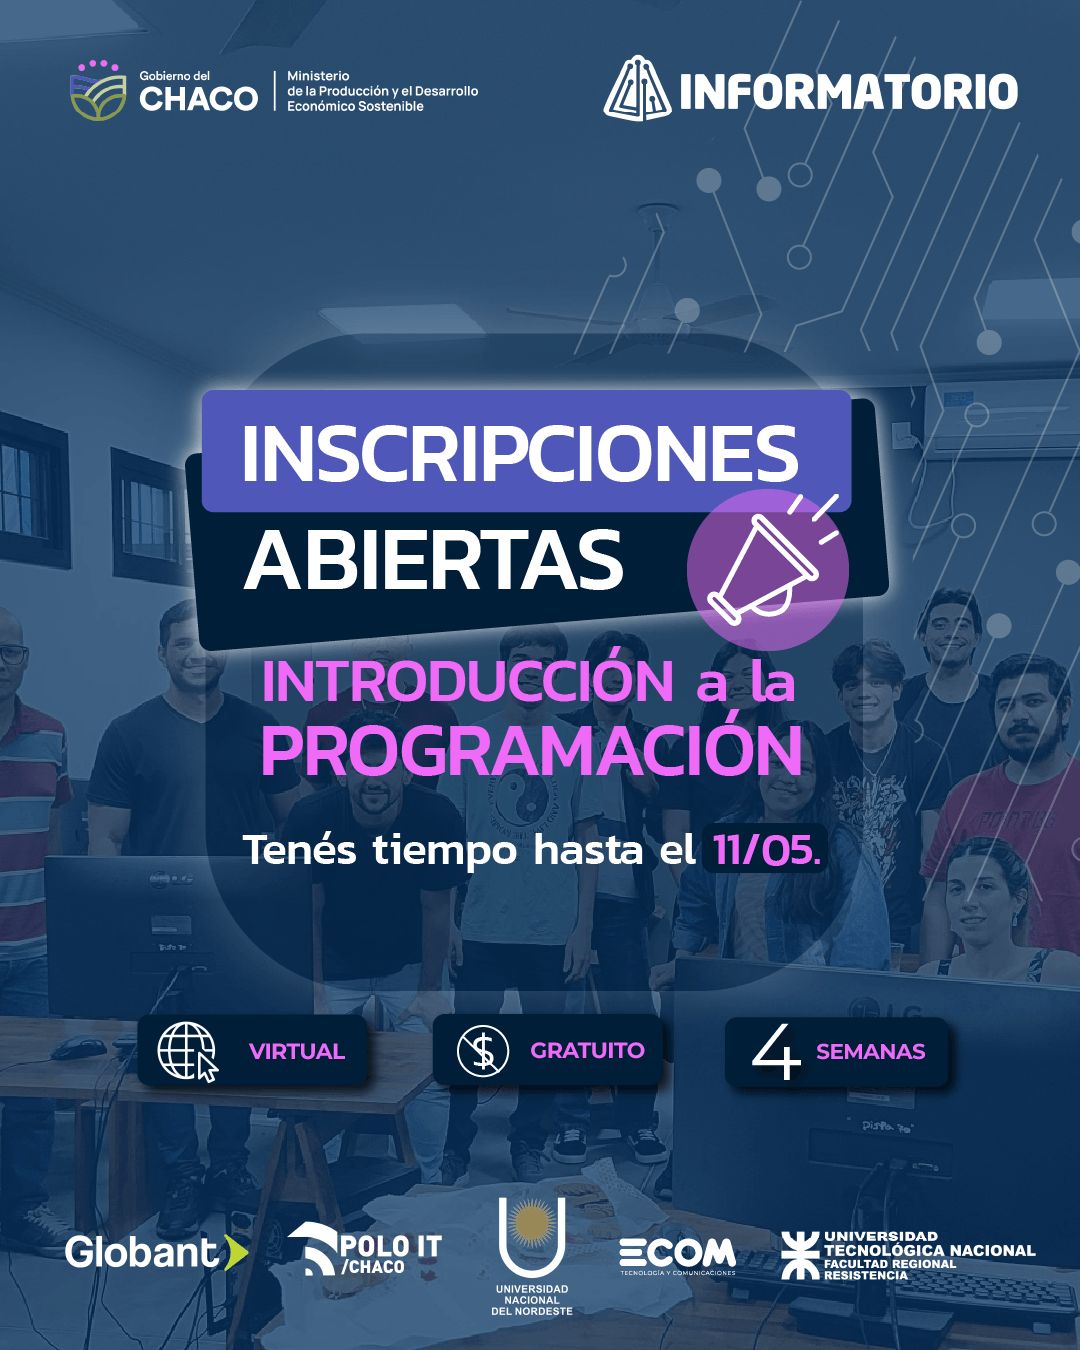 Gobierno del
CHACO
Ministerio
de la Producción y el Desarrollo
Económico Sostenible
INFORMATORIO
INSCRIPCIONES
ABIERTAS
INTRODUCCIÓN a la
PROGRAMACIÓN
Tenés tiempo hasta el 11/05.
VIRTUAL
$ GRATUITO
4 SEMANAS
LG
LG
Globant
POLO IT
/CHACO
UNIVERSIDAD
NACIONAL
DEL NORDESTE
ECOM
TECNOLOGÍA Y COMUNICACIONES
UNIVERSIDAD
TECNOLÓGICA NACIONAL
FACULTAD REGIONAL
RESISTENCIA